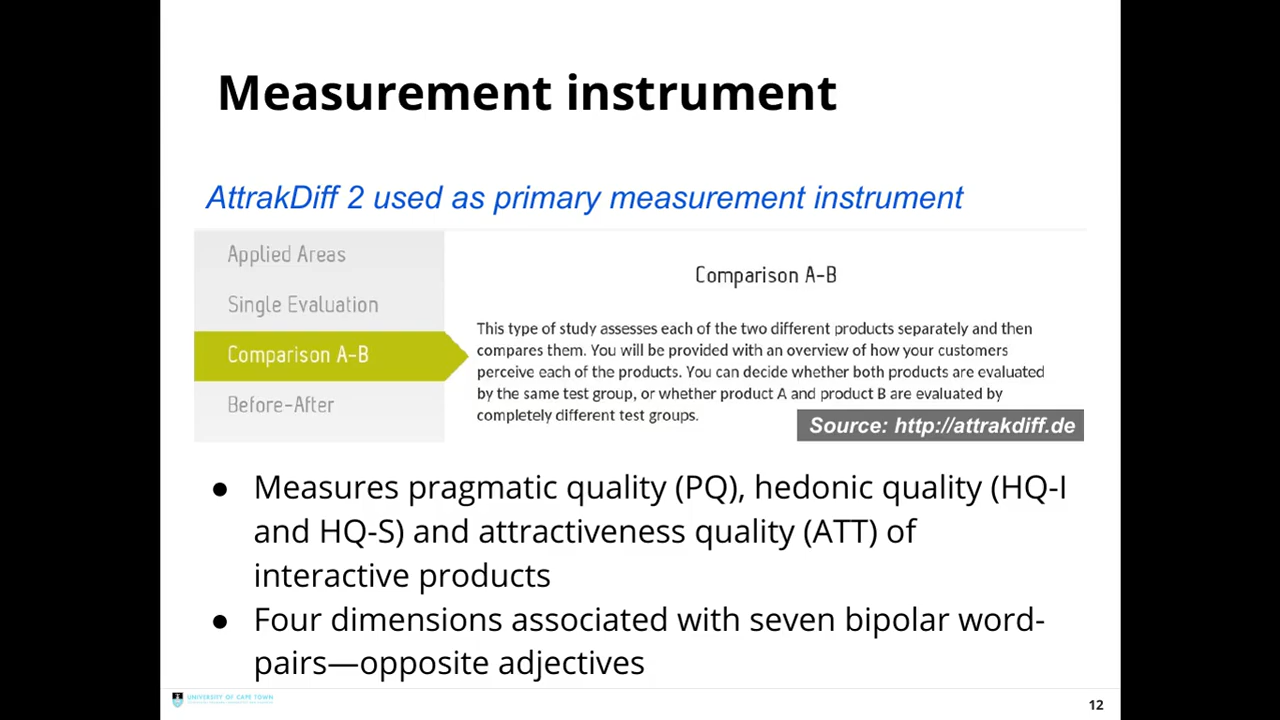 Measurement instrument
AttrakDiff 2 used as primary measurement instrument
Applied Areas
Single Evaluation
Comparison A-B
Before-After
Comparison A-B
This type of study assesses each of the two different products separately and then
compares them. You will be provided with an overview of how your customers
perceive each of the products. You can decide whether both products are evaluated
by the same test group, or whether product A and product B are evaluated by
completely different test groups.
Source: http://attrakdiff.de
● Measures pragmatic quality (PQ), hedonic quality (HQ-I
and HQ-S) and attractiveness quality (ATT) of
interactive products
● Four dimensions associated with seven bipolar word-
pairs—opposite adjectives
UNIVERSITY OF CAPE TOWN
12